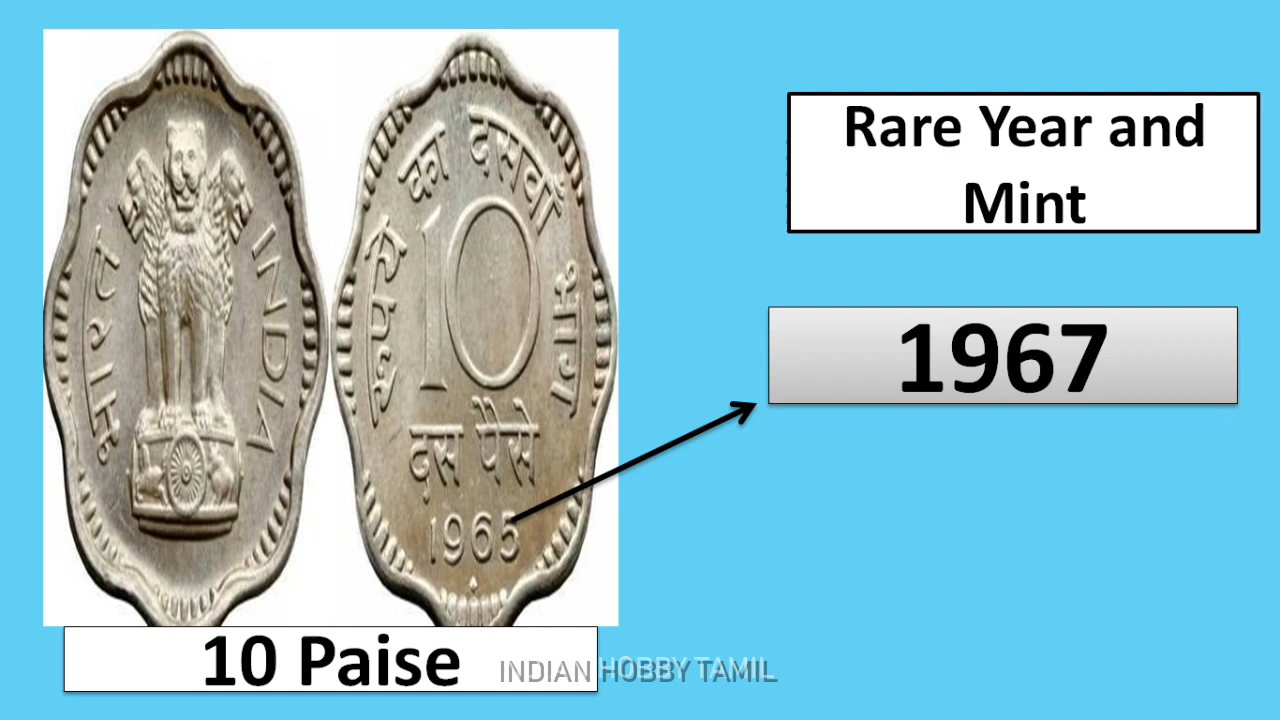 भारत
INDIA
रूपये का दसवाँ भाग
10
दस पैसे
1965
10 Paise
INDIAN HOBBY TAMIL
Rare Year and
Mint
1967